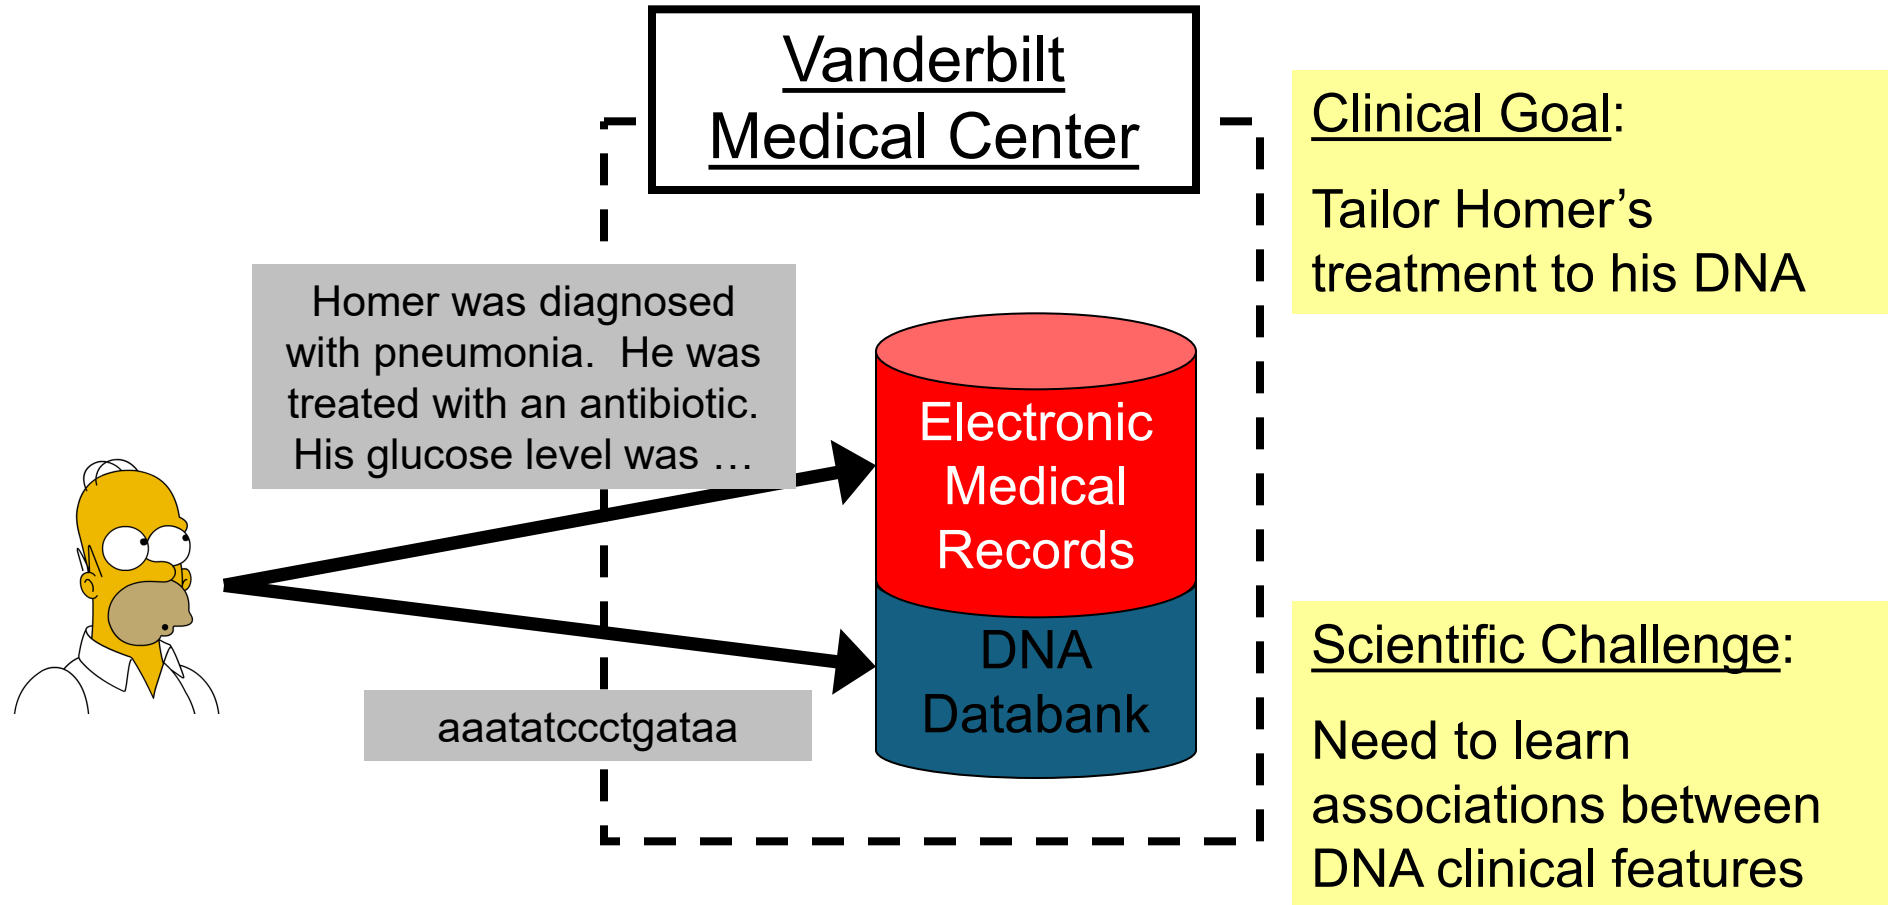 Vanderbilt
Medical Center
Clinical Goal:
Tailor Homer’s
treatment to his DNA
Homer was diagnosed
with pneumonia.  He was
treated with an antibiotic.
His glucose level was …
Electronic
Medical
Records
DNA
Databank
aaatatccctgataa
Scientific Challenge:
Need to learn
associations between
DNA clinical features